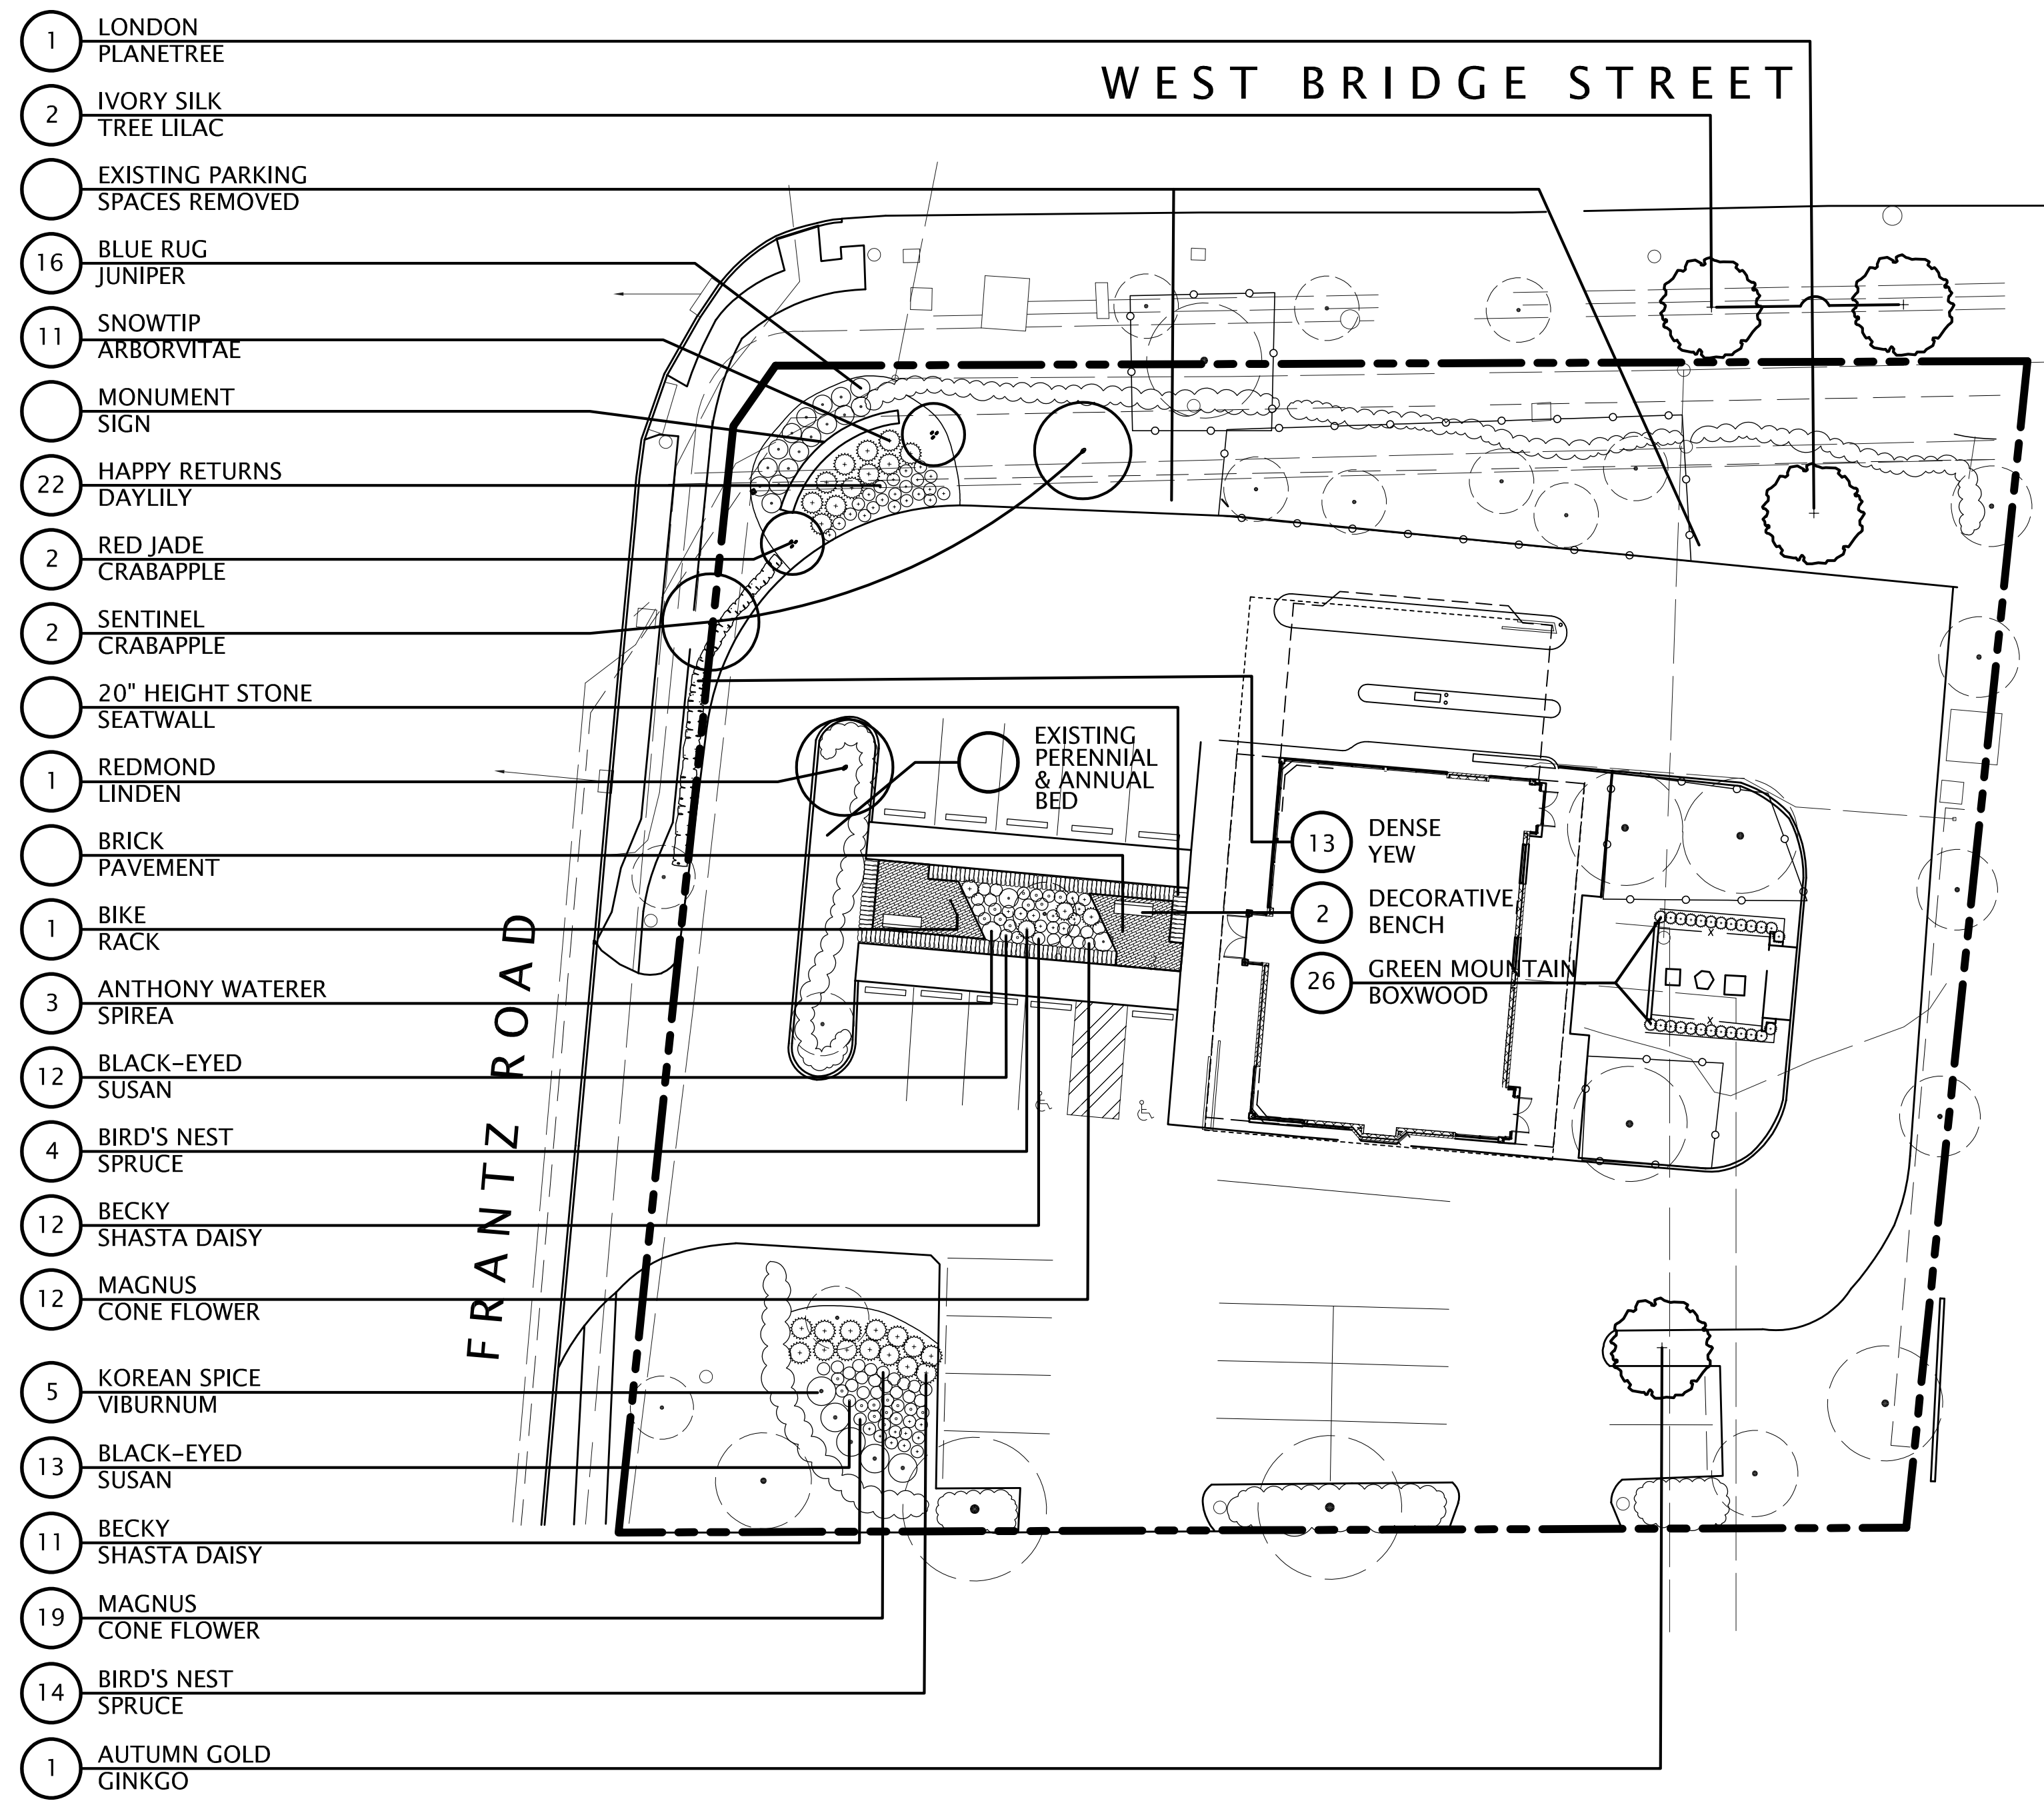 1
LONDON
PLANETREE
2
IVORY SILK
TREE LILAC
EXISTING PARKING
SPACES REMOVED
16
BLUE RUG
JUNIPER
11
SNOWTIP
ARBORVITAE
MONUMENT
SIGN
22
HAPPY RETURNS
DAYLILY
2
RED JADE
CRABAPPLE
2
SENTINEL
CRABAPPLE
20" HEIGHT STONE
SEATWALL
1
REDMOND
LINDEN
BRICK
PAVEMENT
1
BIKE
RACK
3
ANTHONY WATERER
SPIREA
12
BLACK-EYED
SUSAN
4
BIRD'S NEST
SPRUCE
12
BECKY
SHASTA DAISY
12
MAGNUS
CONE FLOWER
5
KOREAN SPICE
VIBURNUM
13
BLACK-EYED
SUSAN
11
BECKY
SHASTA DAISY
19
MAGNUS
CONE FLOWER
14
BIRD'S NEST
SPRUCE
1
AUTUMN GOLD
GINKGO
WEST BRIDGE STREET
FRANTZ ROAD
EXISTING
PERENNIAL
& ANNUAL
BED
13
DENSE
YEW
2
DECORATIVE
BENCH
26
GREEN MOUNTAIN
BOXWOOD
X
X